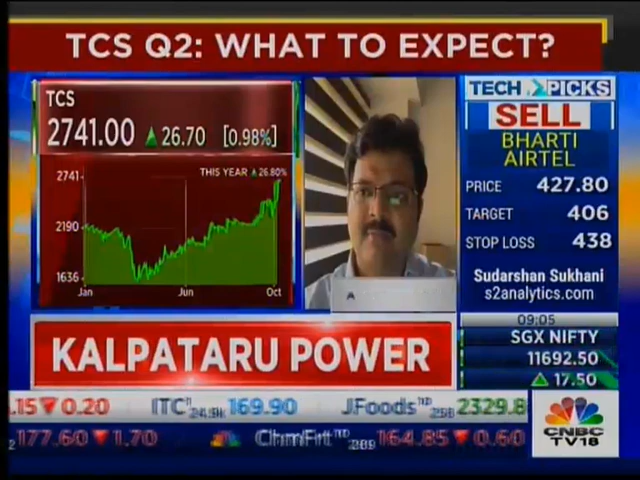 TCS Q2: WHAT TO EXPECT?
TCS
2741.00 ▲ 26.70 [0.98%]
THIS YEAR ▲ 26.80%
2741
2190
1636
Jan Jun Oct
TECH PICKS
SELL
BHARTI
AIRTEL
PRICE 427.80
TARGET 406
STOP LOSS 438
Sudarshan Sukhani
s2analytics.com
09:05
SGX NIFTY
11692.50
▲ 17.50
KALPATARU POWER
.15 ▼ 0.20 ITC 169.90 JFoods 2329.8
177.60 ▼ 1.70 164.85 ▼ 0.60
CNBC
TV18